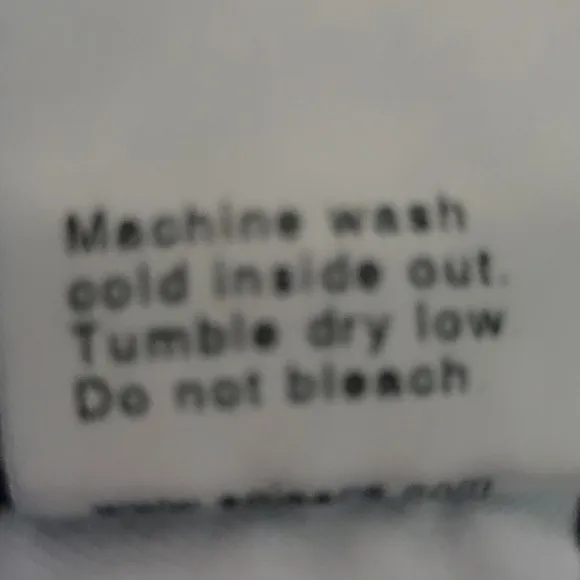 Machine wash
cold inside out.
Tumble dry low
Do not bleach